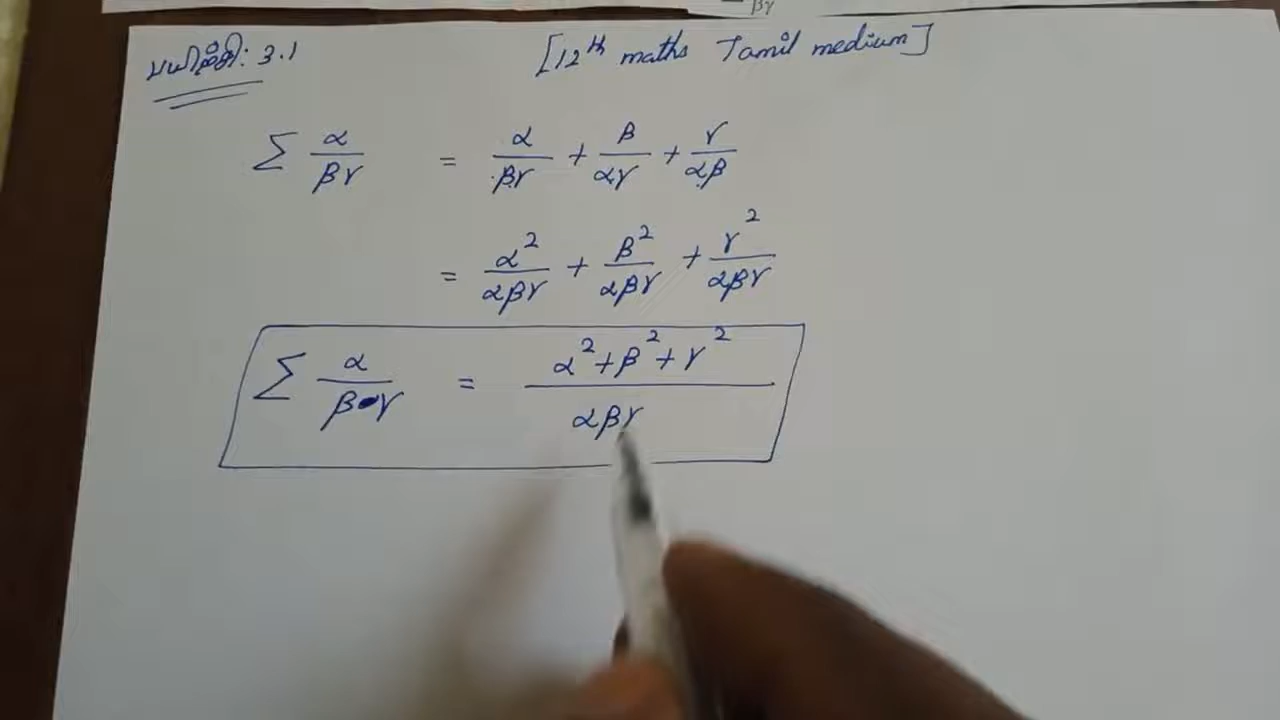 βγ
பயிற்சி: 3.1 [12th maths Tamil medium]
Σ α/βγ = α/βγ + β/αγ + γ/αβ
= α²/αβγ + β²/αβγ + γ²/αβγ
Σ α/βγ = α²+β²+γ²/αβγ